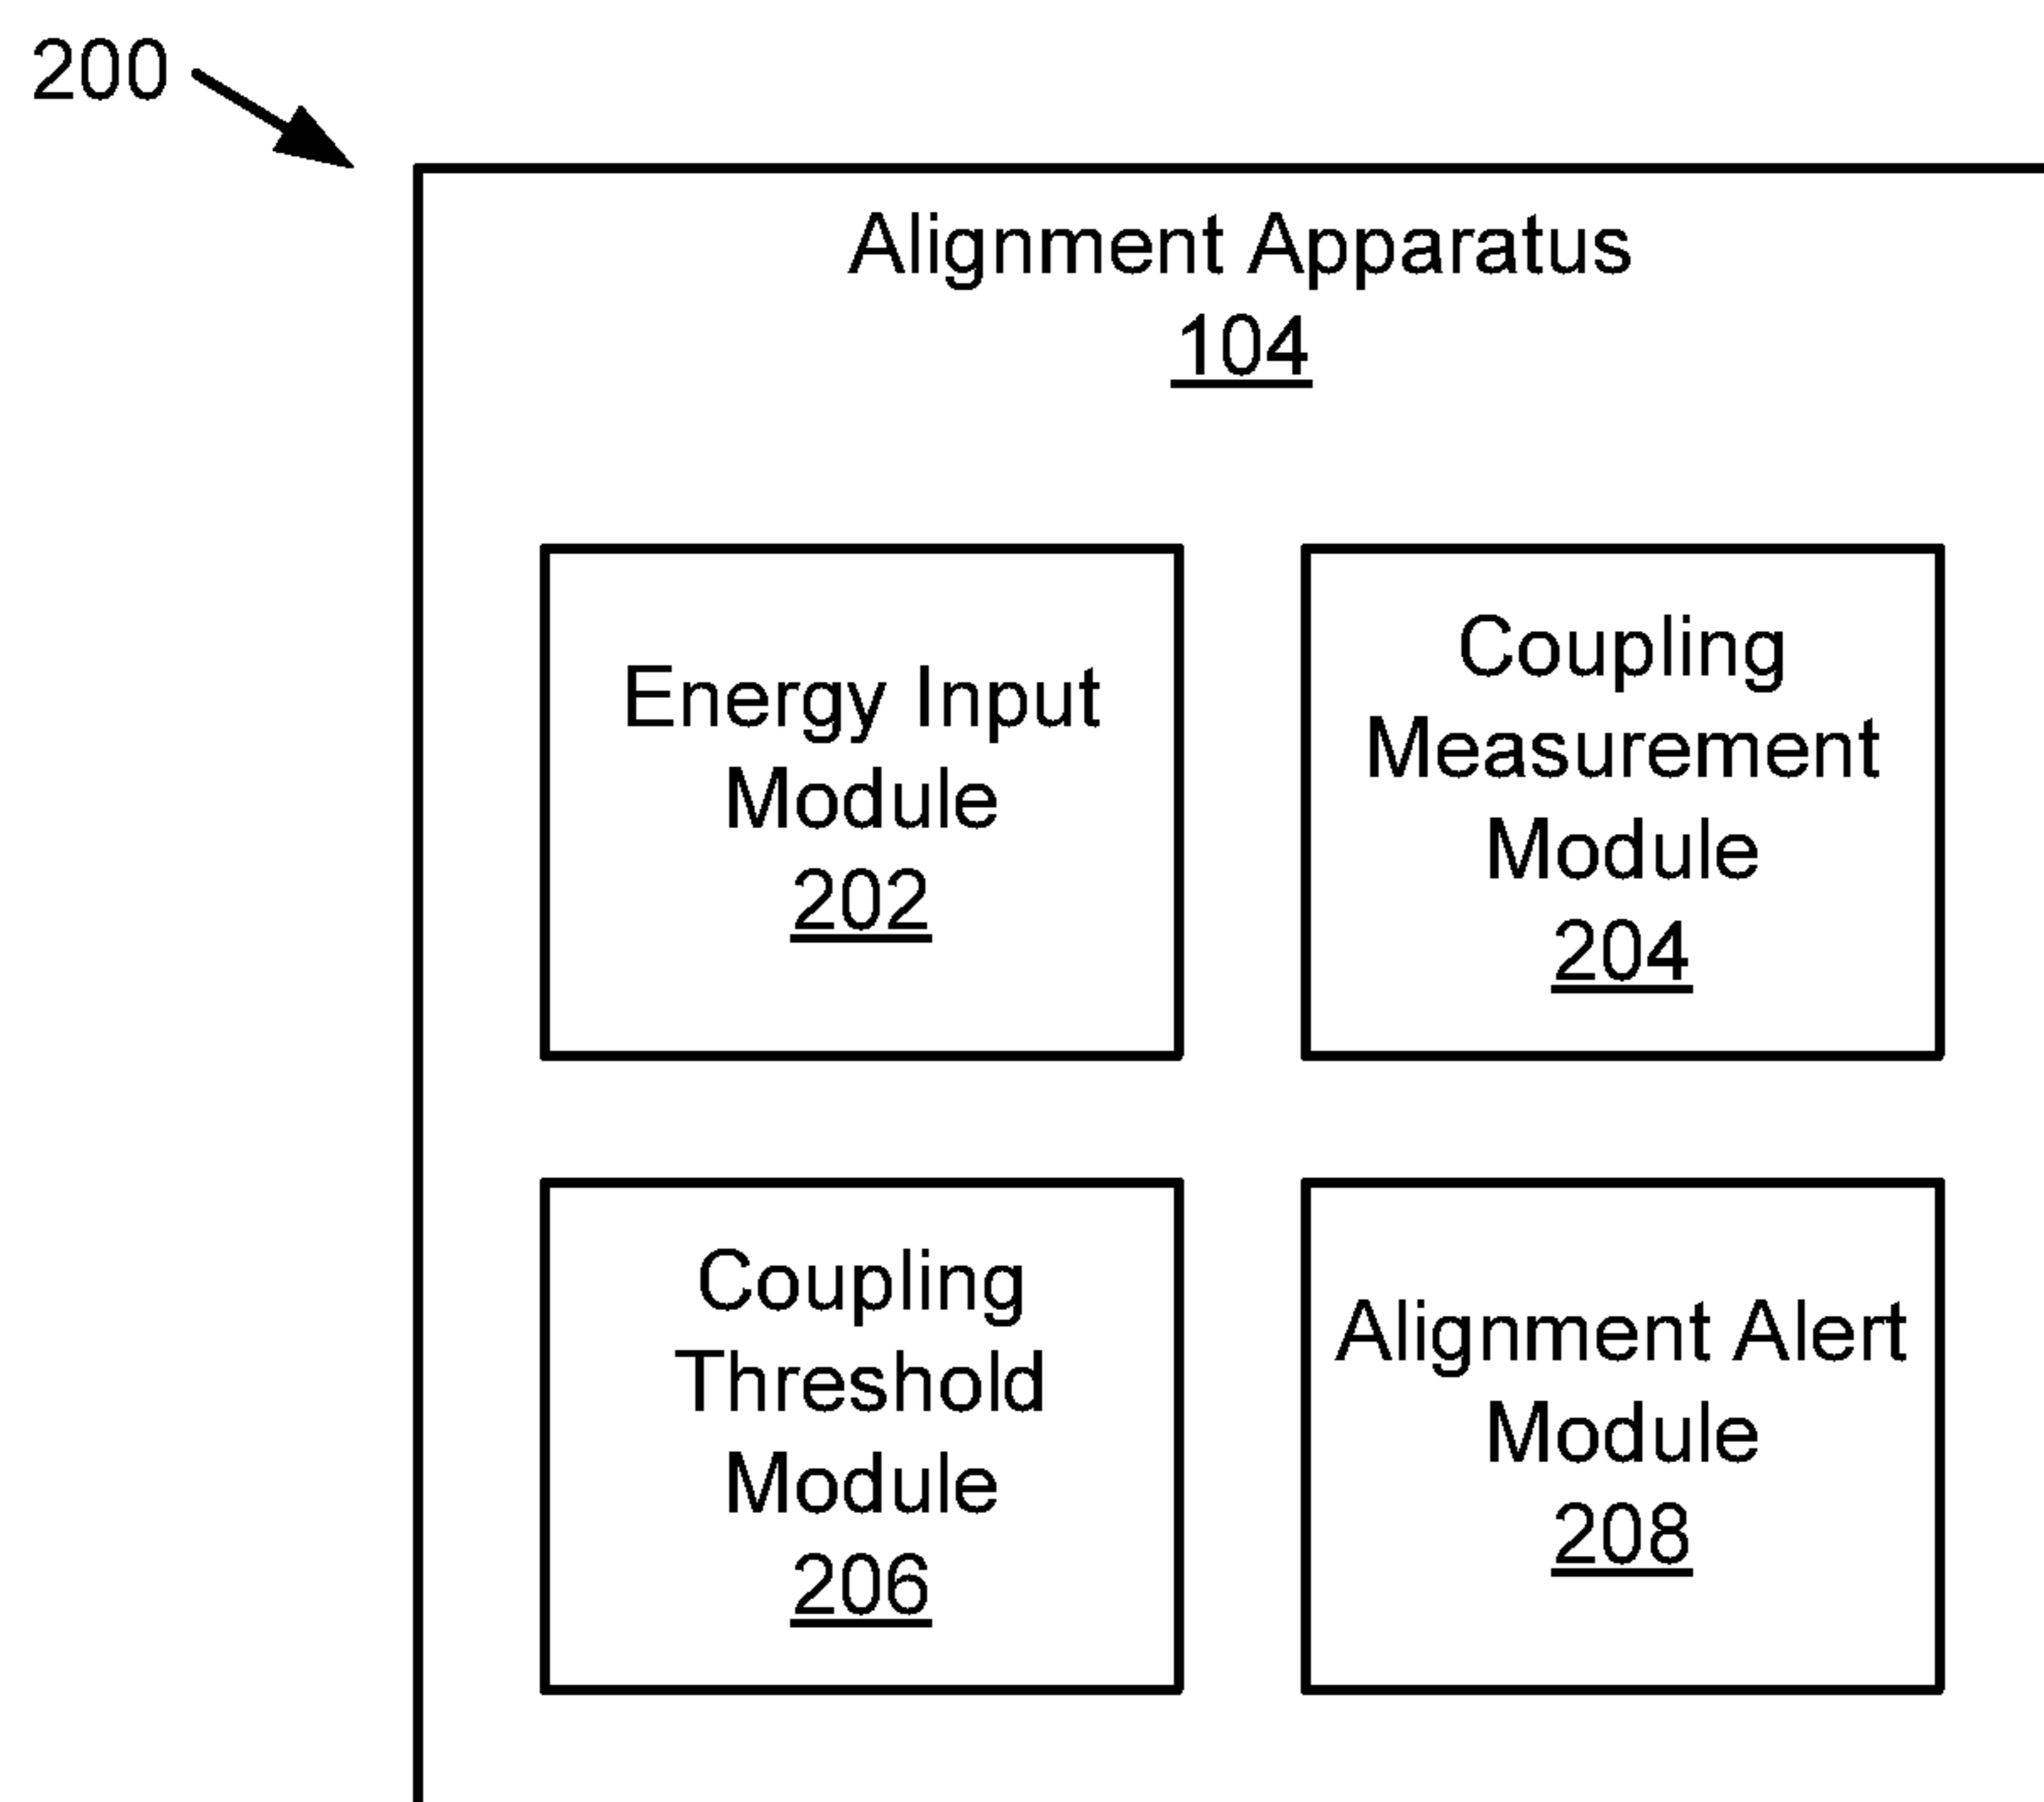 200
Alignment Apparatus
104
Energy Input
Module
202
Coupling
Measurement
Module
204
Coupling
Threshold
Module
206
Alignment Alert
Module
208